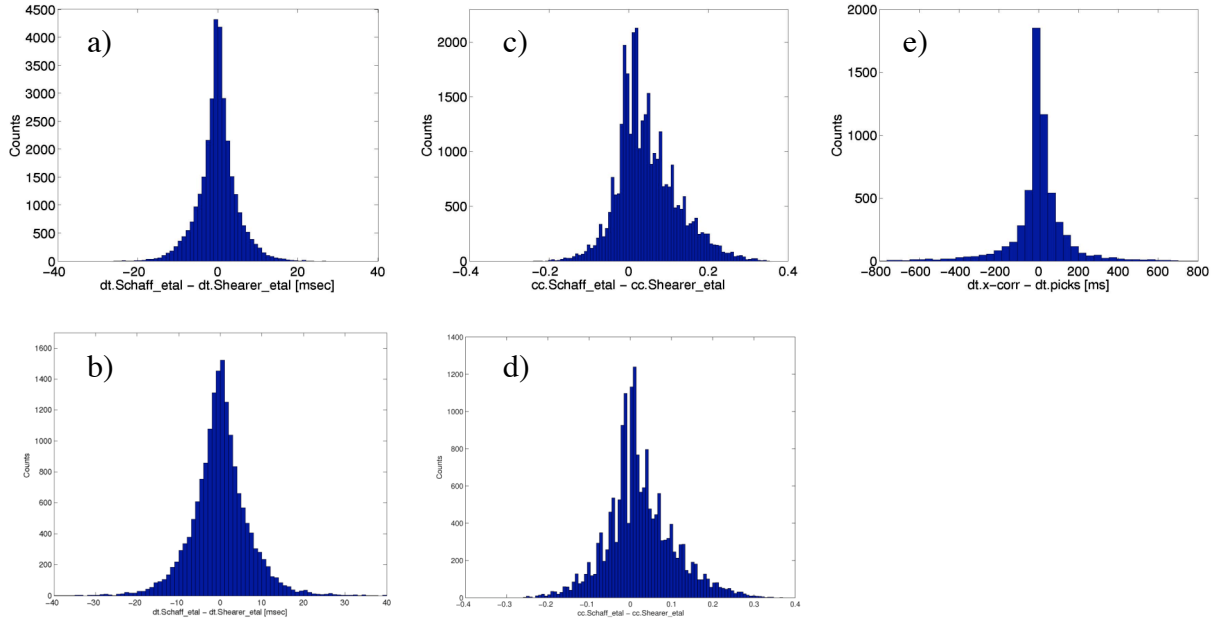 a)
4500
4000
3500
3000
2500
2000
1500
1000
500
0
Counts
−40 −20 0 20 40
dt.Schaff_etal − dt.Shearer_etal [msec]
c)
2000
1500
1000
500
0
Counts
−0.4 −0.2 0 0.2 0.4
cc.Schaff_etal − cc.Shearer_etal
e)
2000
1500
1000
500
0
Counts
−800 −600 −400 −200 0 200 400 600 800
dt.x−corr − dt.picks [ms]
b)
1600
1400
1200
1000
800
600
400
200
0
Counts
−40 −30 −20 −10 0 10 20 30 40
dt.Schaff_etal − dt.Shearer_etal [msec]
d)
1400
1200
1000
800
600
400
200
0
Counts
−0.4 −0.3 −0.2 −0.1 0 0.1 0.2 0.3 0.4
cc.Schaff_etal − cc.Shearer_etal